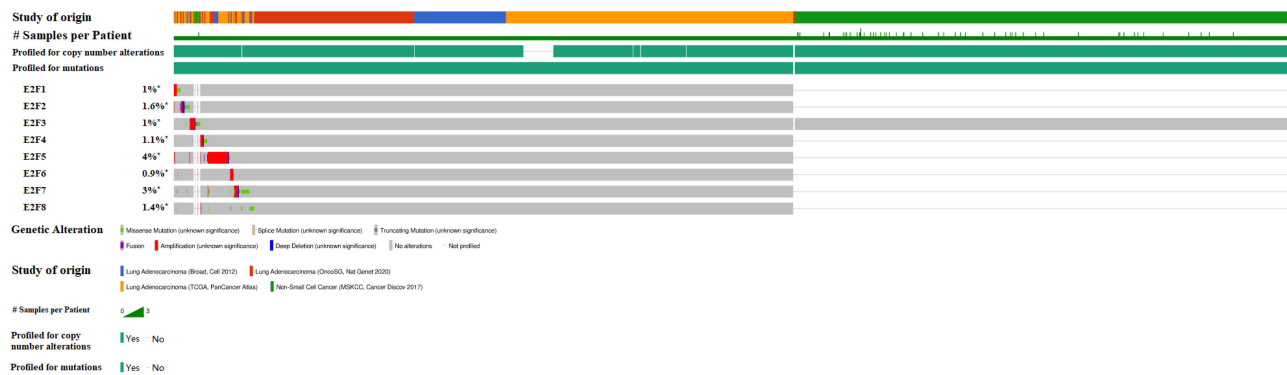 Study of origin
# Samples per Patient
Profiled for copy number alterations
Profiled for mutations
E2F1 1%*
E2F2 1.6%*
E2F3 1%*
E2F4 1.1%*
E2F5 4%*
E2F6 0.9%*
E2F7 3%*
E2F8 1.4%*
Genetic Alteration Missense Mutation (unknown significance) Splice Mutation (unknown significance) Truncating Mutation (unknown significance)
Fusion Amplification (unknown significance) Deep Deletion (unknown significance) No alterations Not profiled
Study of origin Lung Adenocarcinoma (Broad, Cell 2012) Lung Adenocarcinoma (OncoSG, Nat Genet 2020)
Lung Adenocarcinoma (TCGA, PanCancer Atlas) Non-Small Cell Cancer (MSKCC, Cancer Discov 2017)
# Samples per Patient 0 3
Profiled for copy
number alterations Yes No
Profiled for mutations Yes No